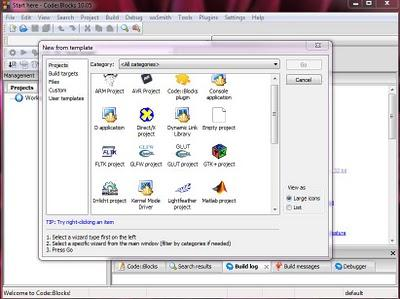 Start here - Code::Blocks 10.05
File Edit View Search Project Build Debug wxSmith Tools Plugins Settings Help
New from template
Projects
Build targets
Files
Custom
User templates
Category: <All categories>
Go
Cancel
ARM Project
AVR Project
Code::Blocks plugin
Console application
D application
Direct/X project
Dynamic Link Library
Empty project
FLTK project
GLFW project
GLUT project
GTK+ project
Irrlicht project
Kernel Mode Driver
Lightfeather project
Matlab project
View as
Large icons
List
TIP: Try right-clicking an item
1. Select a wizard type first on the left
2. Select a specific wizard from the main window (filter by categories if needed)
3. Press Go
Management
Projects
Code::Blocks
Search results
Build log
Build messages
Debugger
Welcome to Code::Blocks!
default